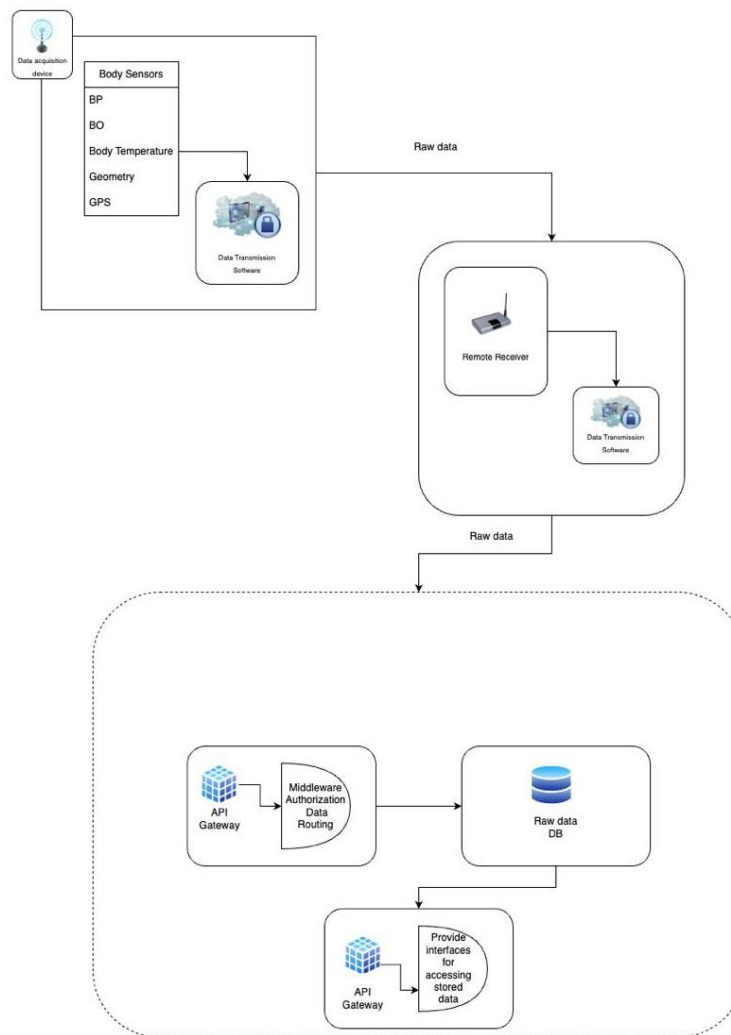 Data acquisition
device
Body Sensors
BP
BO
Body Temperature
Geometry
GPS
Data Transmission
Software
Raw data
Remote Receiver
Data Transmission
Software
Raw data
API
Gateway
Middleware
Authorization
Data
Routing
Raw data
DB
API
Gateway
Provide
interfaces
for
accessing
stored
data